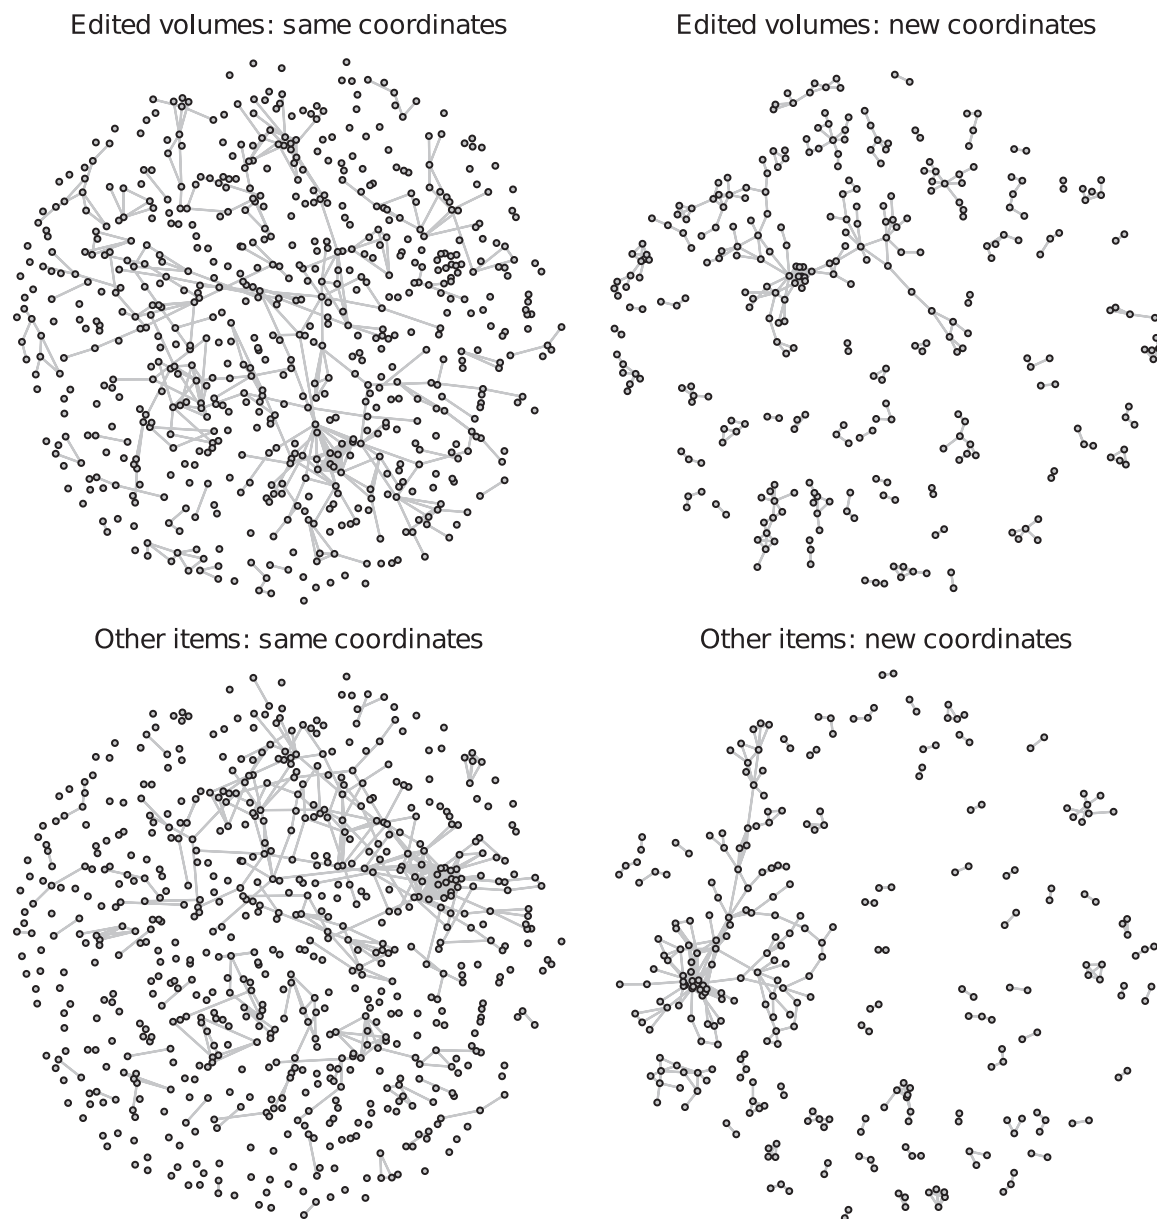 Edited volumes: same coordinates
Edited volumes: new coordinates
Other items: same coordinates
Other items: new coordinates